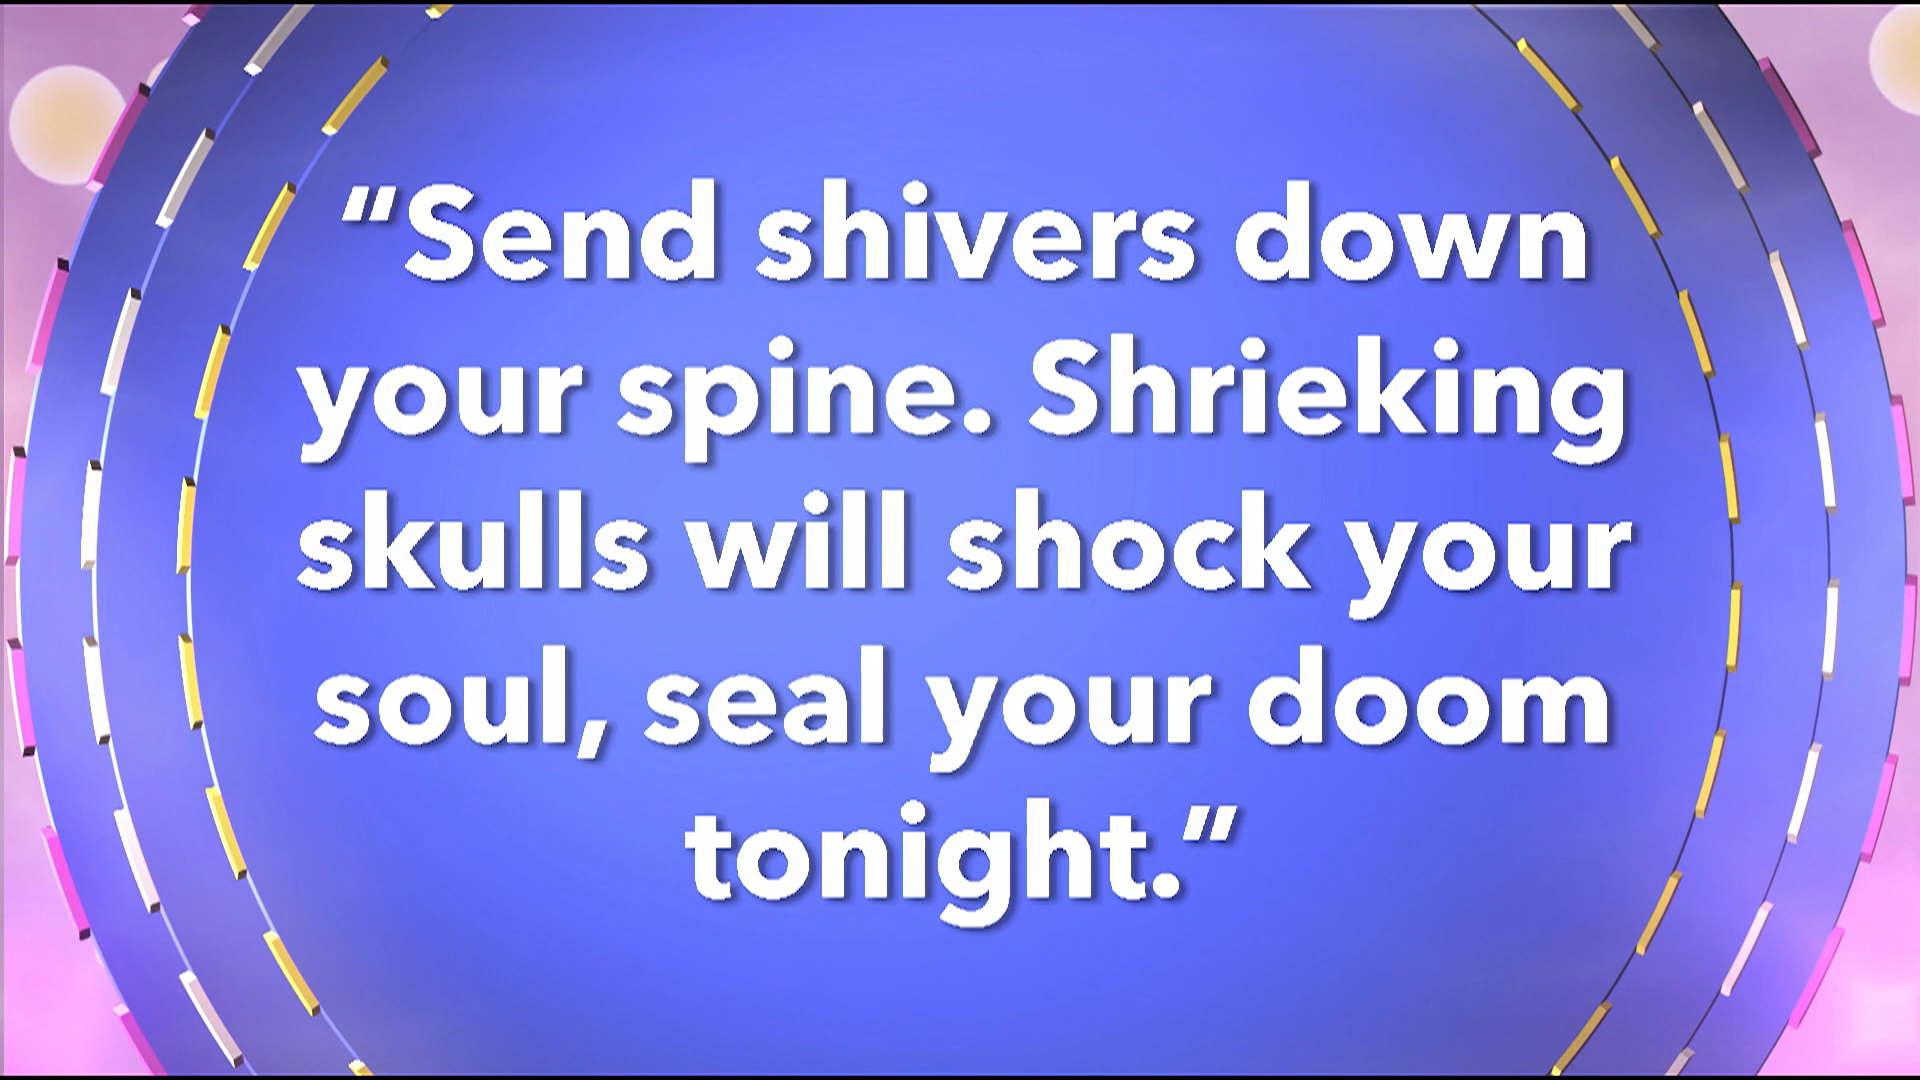 “Send shivers down
your spine. Shrieking
skulls will shock your
soul, seal your doom
tonight.”